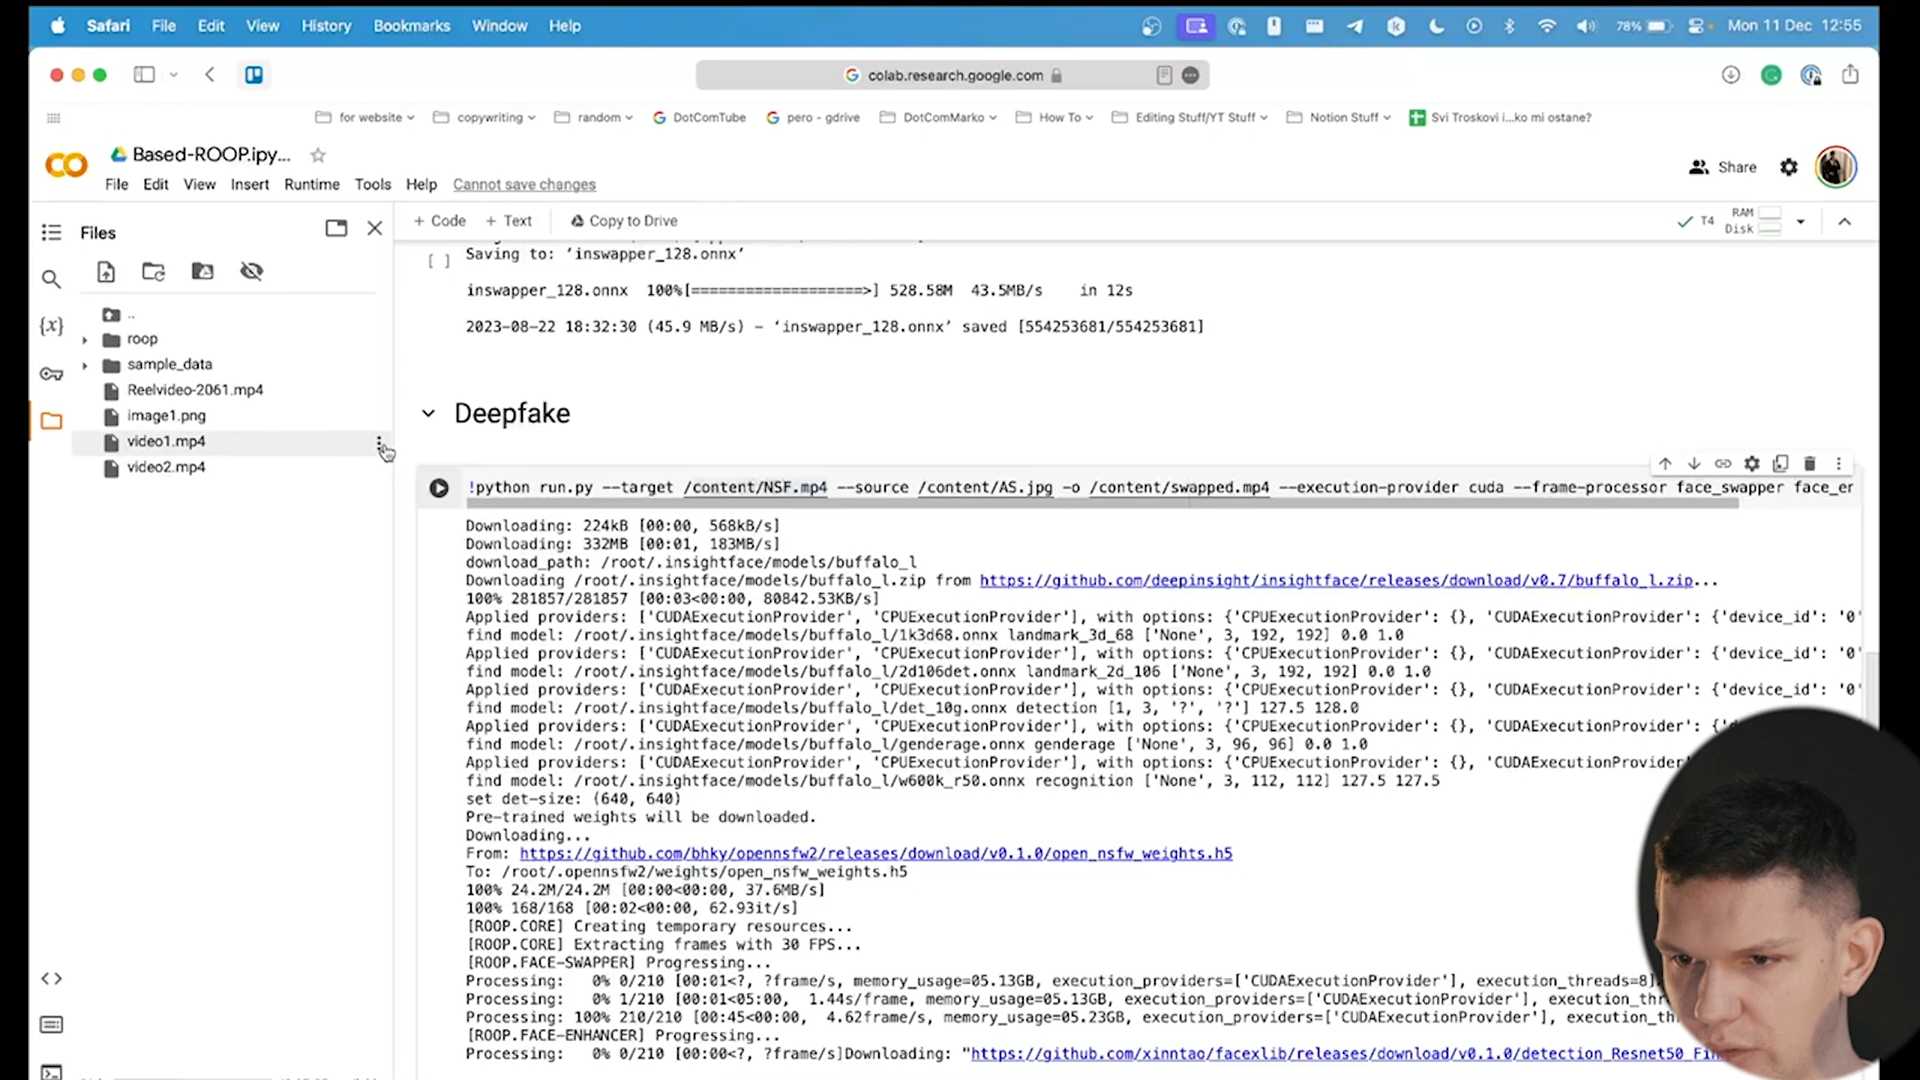 Safari File Edit View History Bookmarks Window Help 78% Mon 11 Dec 12:55
colab.research.google.com
for website copywriting random DotComTube pero - gdrive DotComMarko How To Editing Stuff/YT Stuff Notion Stuff Svi Troskovi i...ko mi ostane?
Based-ROOP.ipy...
Share
File Edit View Insert Runtime Tools Help Cannot save changes
Files
+ Code + Text Copy to Drive
T4 RAM
Disk
..
roop
sample_data
Reelvideo-2061.mp4
image1.png
video1.mp4
video2.mp4
{x}
[ ] Saving to: ‘inswapper_128.onnx’
inswapper_128.onnx 100%[===================>] 528.58M 43.5MB/s in 12s
2023-08-22 18:32:30 (45.9 MB/s) - ‘inswapper_128.onnx’ saved [554253681/554253681]
Deepfake
!python run.py --target /content/NSF.mp4 --source /content/AS.jpg -o /content/swapped.mp4 --execution-provider cuda --frame-processor face_swapper face_er
Downloading: 224kB [00:00, 568kB/s]
Downloading: 332MB [00:01, 183MB/s]
download_path: /root/.insightface/models/buffalo_l
Downloading /root/.insightface/models/buffalo_l.zip from https://github.com/deepinsight/insightface/releases/download/v0.7/buffalo_l.zip...
100% 281857/281857 [00:03<00:00, 80842.53KB/s]
Applied providers: ['CUDAExecutionProvider', 'CPUExecutionProvider'], with options: {'CPUExecutionProvider': {}, 'CUDAExecutionProvider': {'device_id': '0'
find model: /root/.insightface/models/buffalo_l/1k3d68.onnx landmark_3d_68 ['None', 3, 192, 192] 0.0 1.0
Applied providers: ['CUDAExecutionProvider', 'CPUExecutionProvider'], with options: {'CPUExecutionProvider': {}, 'CUDAExecutionProvider': {'device_id': '0'
find model: /root/.insightface/models/buffalo_l/2d106det.onnx landmark_2d_106 ['None', 3, 192, 192] 0.0 1.0
Applied providers: ['CUDAExecutionProvider', 'CPUExecutionProvider'], with options: {'CPUExecutionProvider': {}, 'CUDAExecutionProvider': {'device_id': '0'
find model: /root/.insightface/models/buffalo_l/det_10g.onnx detection [1, 3, '?', '?'] 127.5 128.0
Applied providers: ['CUDAExecutionProvider', 'CPUExecutionProvider'], with options: {'CPUExecutionProvider': {}, 'CUDAExecutionProvider': {'d
find model: /root/.insightface/models/buffalo_l/genderage.onnx genderage ['None', 3, 96, 96] 0.0 1.0
Applied providers: ['CUDAExecutionProvider', 'CPUExecutionProvider'], with options: {'CPUExecutionProvider': {}, 'CUDAExecutionProvider'
find model: /root/.insightface/models/buffalo_l/w600k_r50.onnx recognition ['None', 3, 112, 112] 127.5 127.5
set det-size: (640, 640)
Pre-trained weights will be downloaded.
Downloading...
From: https://github.com/bhky/opennsfw2/releases/download/v0.1.0/open_nsfw_weights.h5
To: /root/.opennsfw2/weights/open_nsfw_weights.h5
100% 24.2M/24.2M [00:00<00:00, 37.6MB/s]
100% 168/168 [00:02<00:00, 62.93it/s]
[ROOP.CORE] Creating temporary resources...
[ROOP.CORE] Extracting frames with 30 FPS...
[ROOP.FACE-SWAPPER] Progressing...
Processing: 0% 0/210 [00:01<?, ?frame/s, memory_usage=05.13GB, execution_providers=['CUDAExecutionProvider'], execution_threads=8]
Processing: 0% 1/210 [00:01<05:00, 1.44s/frame, memory_usage=05.13GB, execution_providers=['CUDAExecutionProvider'], execution_thr
Processing: 100% 210/210 [00:45<00:00, 4.62frame/s, memory_usage=05.23GB, execution_providers=['CUDAExecutionProvider'], execution_th
[ROOP.FACE-ENHANCER] Progressing...
Processing: 0% 0/210 [00:00<?, ?frame/s]Downloading: "https://github.com/xinntao/facexlib/releases/download/v0.1.0/detection_Resnet50_Fin